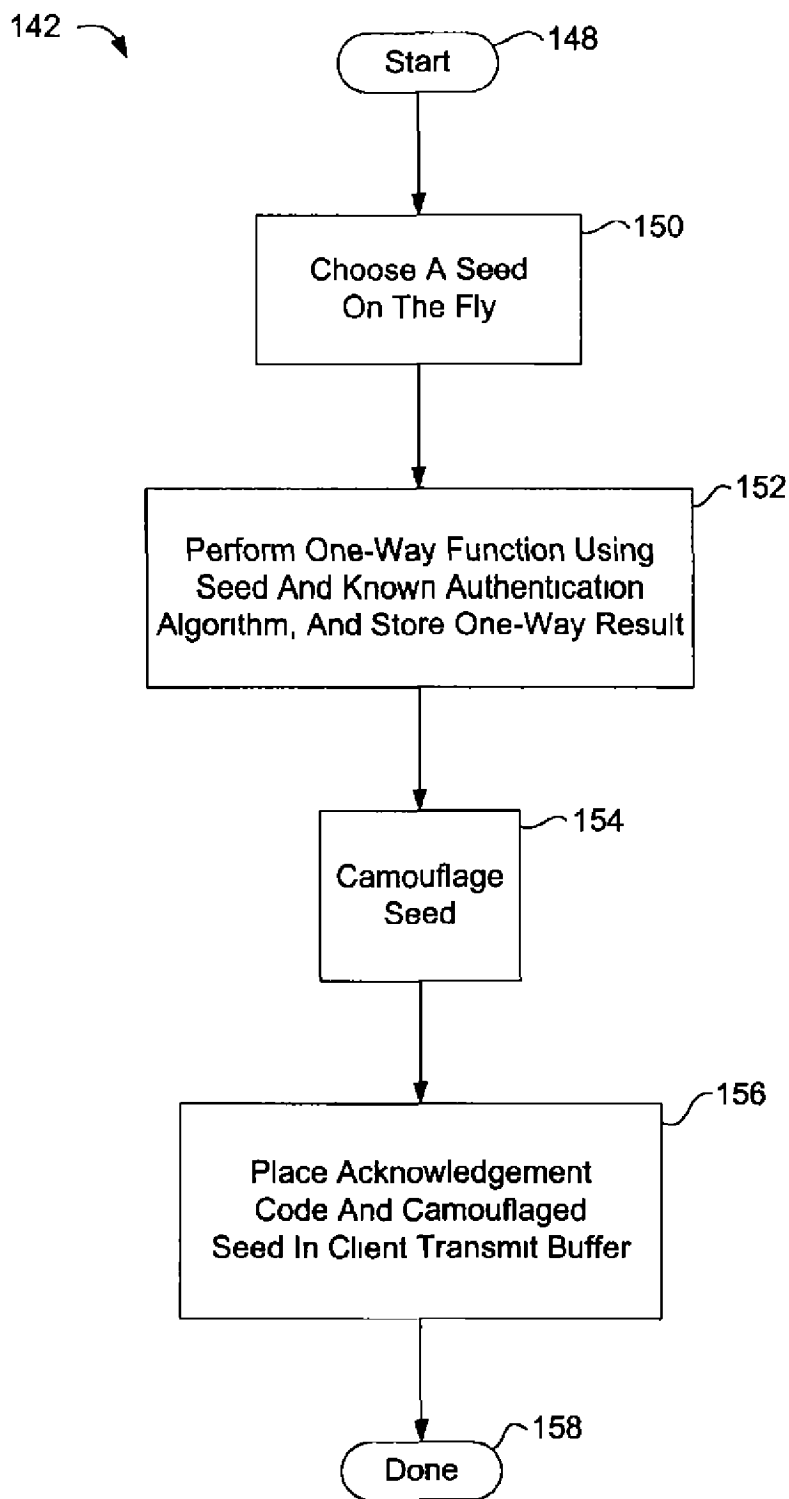 142
Start
148
150
Choose A Seed
On The Fly
152
Perform One-Way Function Using
Seed And Known Authentication
Algorithm, And Store One-Way Result
154
Camouflage
Seed
156
Place Acknowledgement
Code And Camouflaged
Seed In Client Transmit Buffer
158
Done